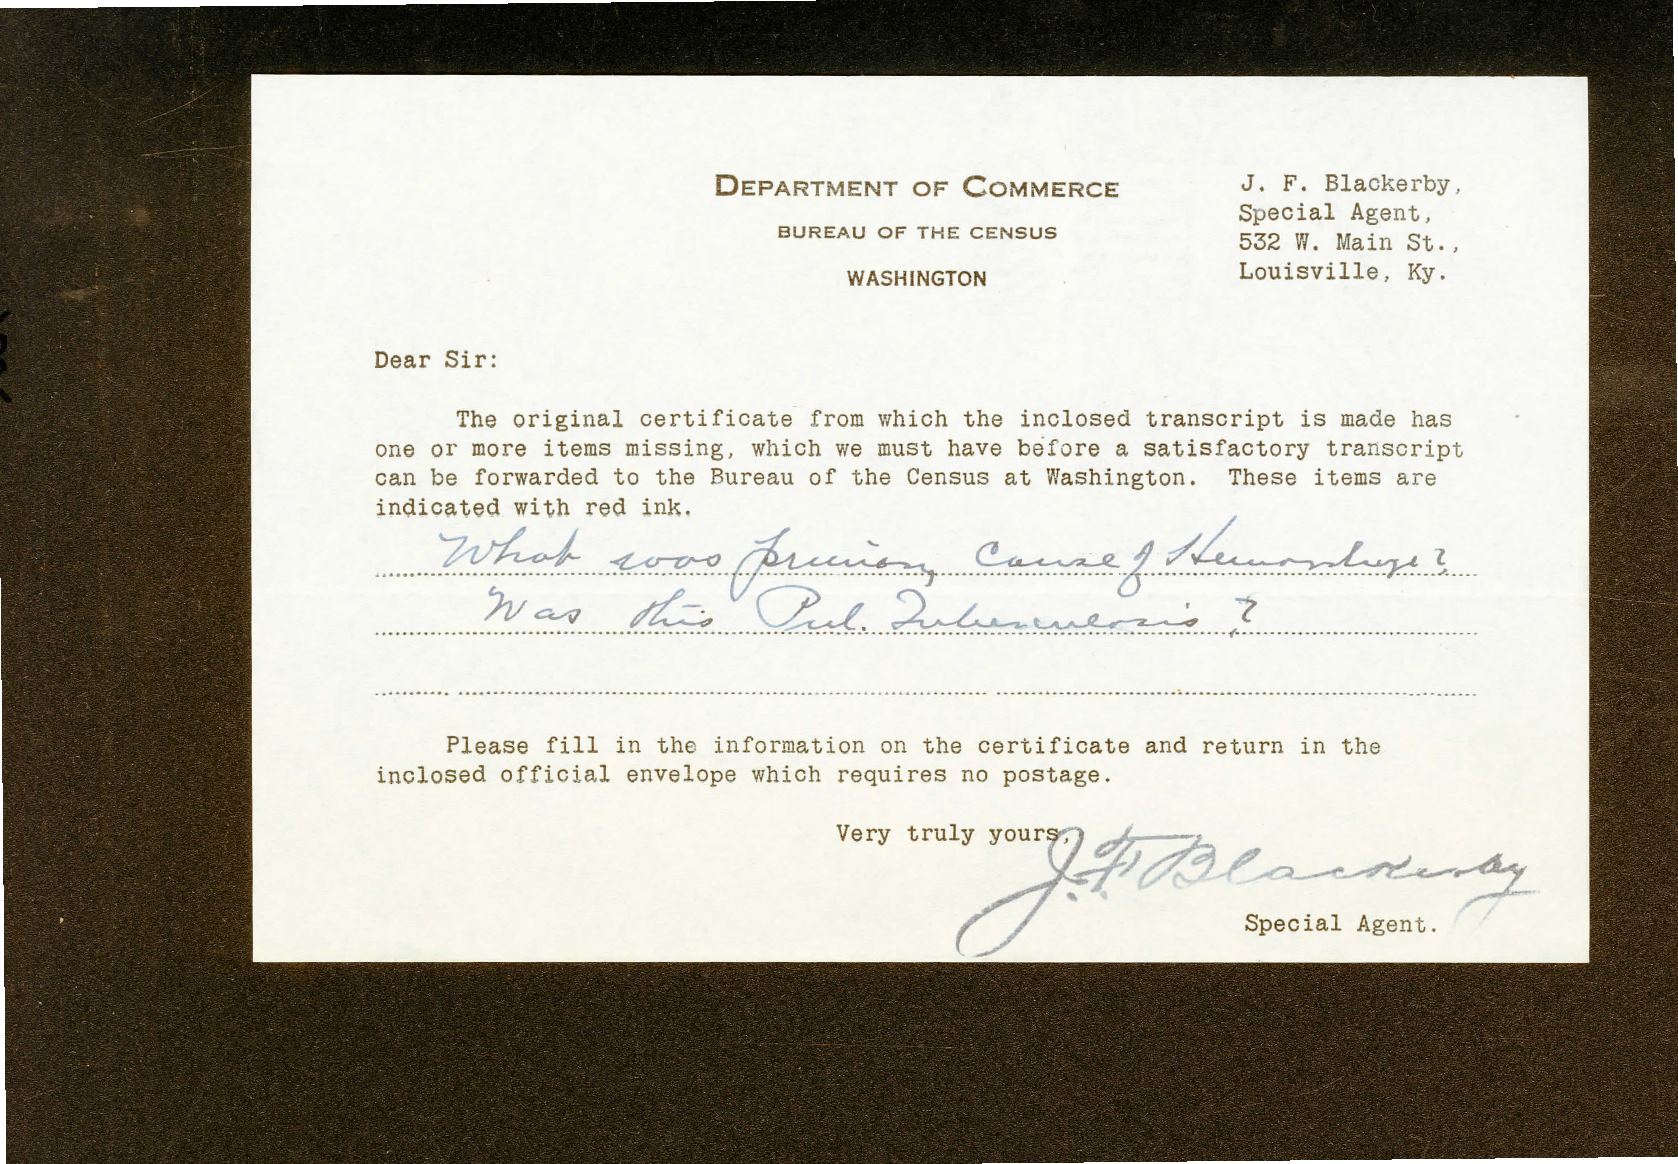 DEPARTMENT OF COMMERCE
BUREAU OF THE CENSUS
WASHINGTON
J. F. Blackerby,
Special Agent,
532 W. Main St.,
Louisville, Ky.
Dear Sir:
The original certificate from which the inclosed transcript is made has
one or more items missing, which we must have before a satisfactory transcript
can be forwarded to the Bureau of the Census at Washington. These items are
indicated with red ink.
What was primary cause of Hemorrhage?
Was this Pul. Tuberculosis?
Please fill in the information on the certificate and return in the
inclosed official envelope which requires no postage.
Very truly yours,
J. F. Blackerby
Special Agent.